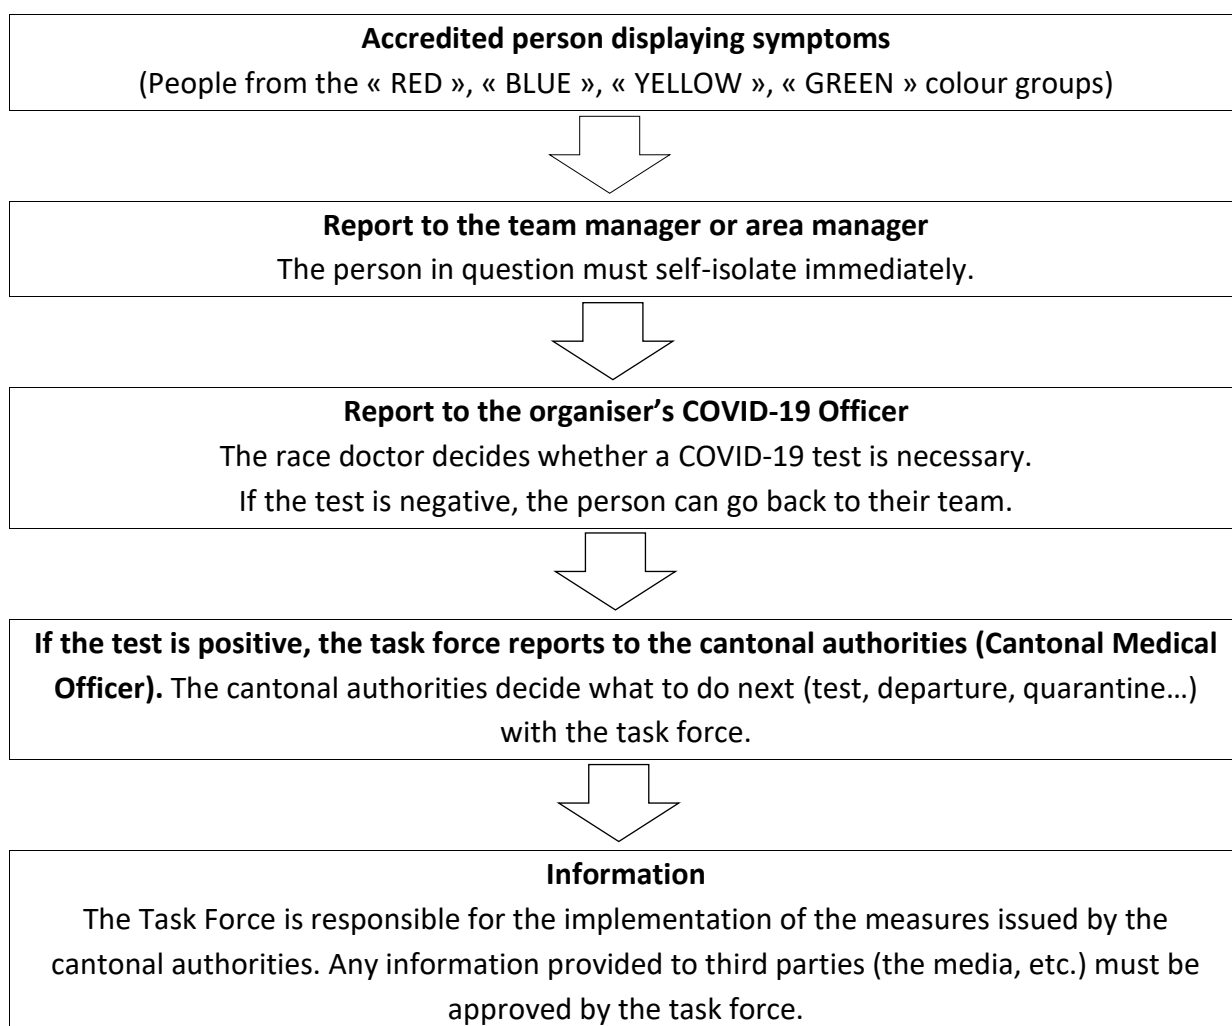 Accredited person displaying symptoms
(People from the « RED », « BLUE », « YELLOW », « GREEN » colour groups)
Report to the team manager or area manager
The person in question must self-isolate immediately.
Report to the organiser’s COVID-19 Officer
The race doctor decides whether a COVID-19 test is necessary.
If the test is negative, the person can go back to their team.
If the test is positive, the task force reports to the cantonal authorities (Cantonal Medical
Officer). The cantonal authorities decide what to do next (test, departure, quarantine…)
with the task force.
Information
The Task Force is responsible for the implementation of the measures issued by the
cantonal authorities. Any information provided to third parties (the media, etc.) must be
approved by the task force.